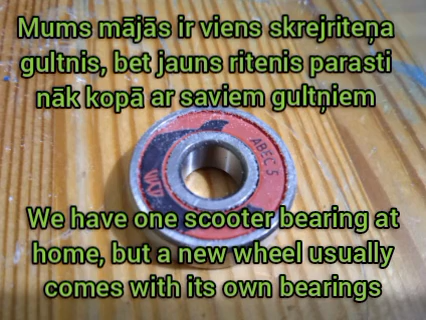 Mums mājās ir viens skrejriteņa
gultnis, bet jauns ritenis parasti
nāk kopā ar saviem gultņiem
ABEC 5
We have one scooter bearing at
home, but a new wheel usually
comes with its own bearings